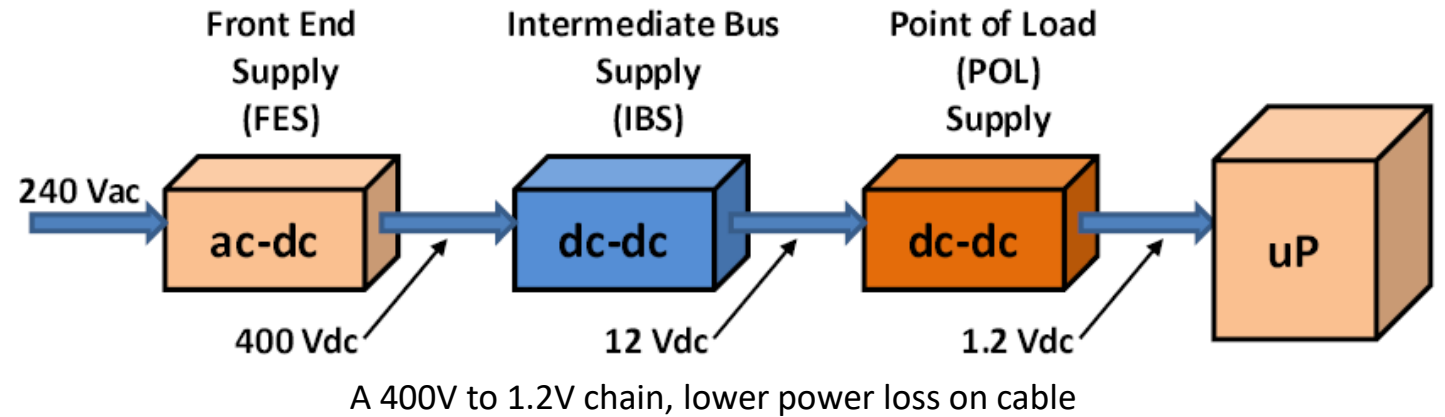 Front End
Supply
(FES)
Intermediate Bus
Supply
(IBS)
Point of Load
(POL)
Supply
240 Vac
ac-dc
dc-dc
dc-dc
uP
400 Vdc
12 Vdc
1.2 Vdc
A 400V to 1.2V chain, lower power loss on cable